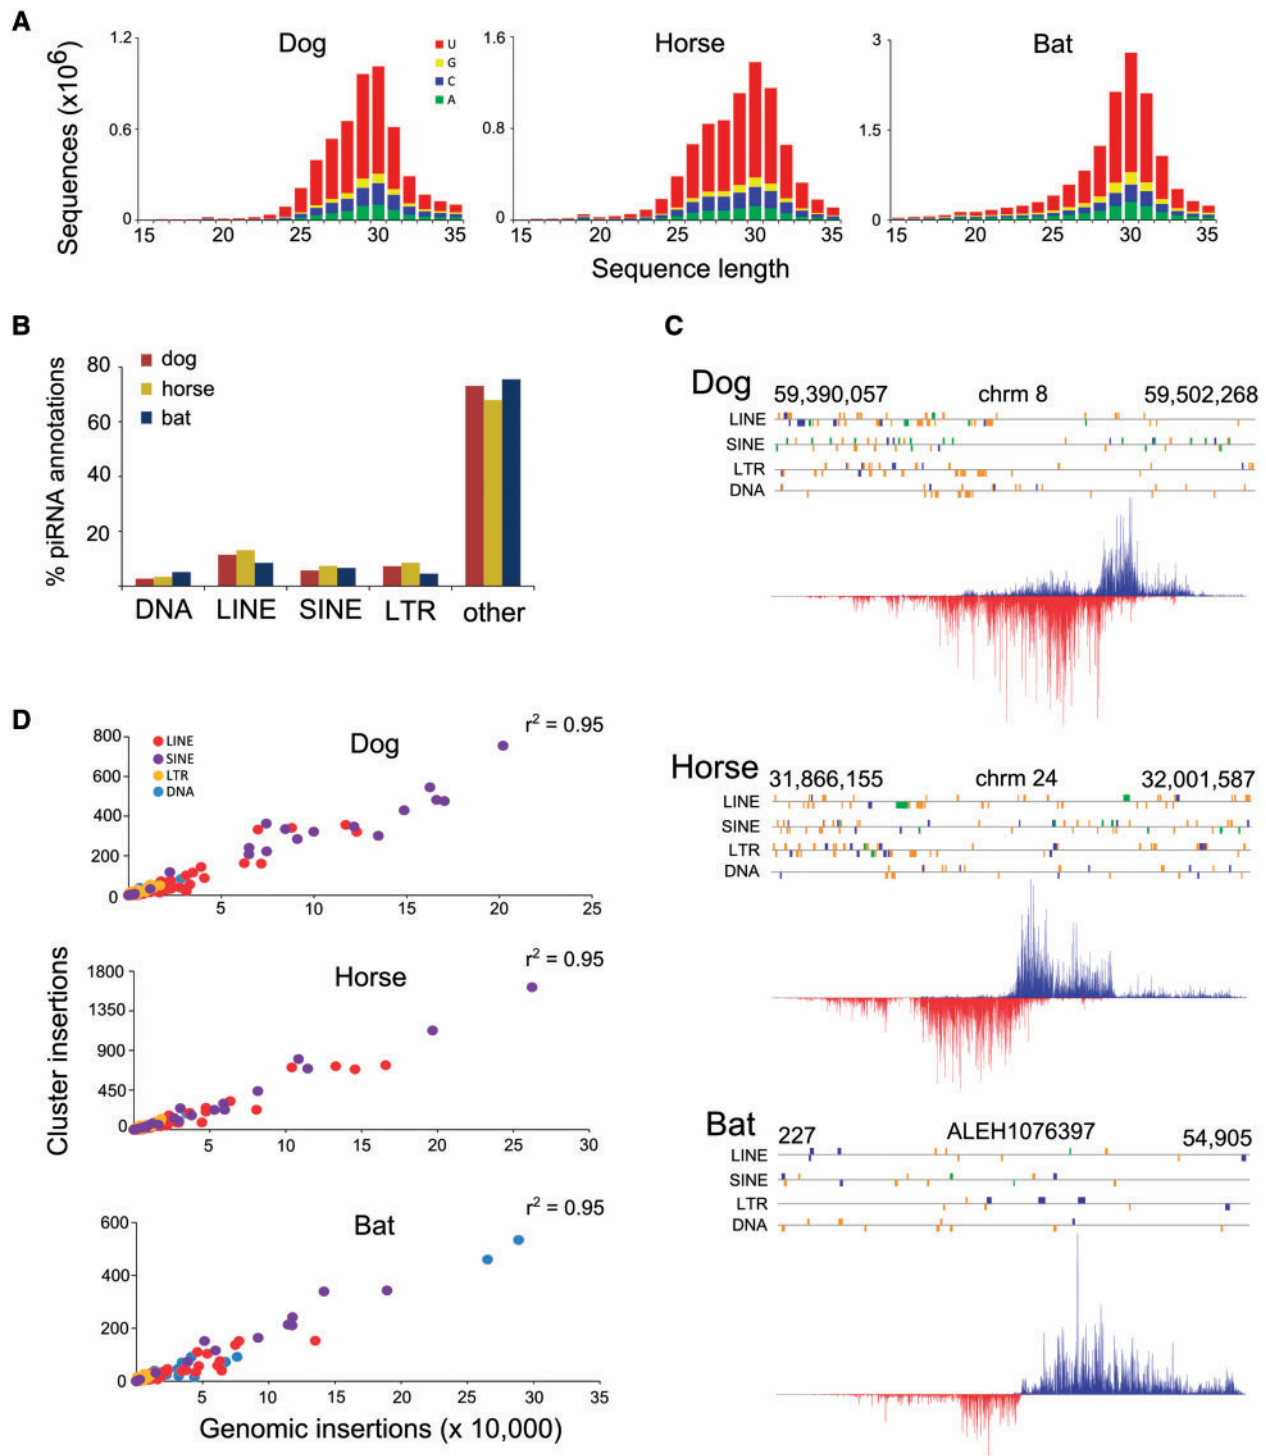 A
Sequences (x10⁶)
Dog
1.2
0.6
0
15 20 25 30 35
U
G
C
A
Horse
1.6
0.8
0
15 20 25 30 35
Bat
3
1.5
0
15 20 25 30 35
Sequence length
B
% piRNA annotations
80
60
40
20
dog
horse
bat
DNA LINE SINE LTR other
C
Dog
59,390,057 chrm 8 59,502,268
LINE
SINE
LTR
DNA
Horse
31,866,155 chrm 24 32,001,587
LINE
SINE
LTR
DNA
Bat
227 ALEH1076397 54,905
LINE
SINE
LTR
DNA
D
Cluster insertions
r² = 0.95
Dog
LINE
SINE
LTR
DNA
800
600
400
200
0
5 10 15 20 25
r² = 0.95
Horse
1800
1350
900
450
0
5 10 15 20 25 30
r² = 0.95
Bat
600
400
200
0
5 10 15 20 25 30 35
Genomic insertions (x 10,000)